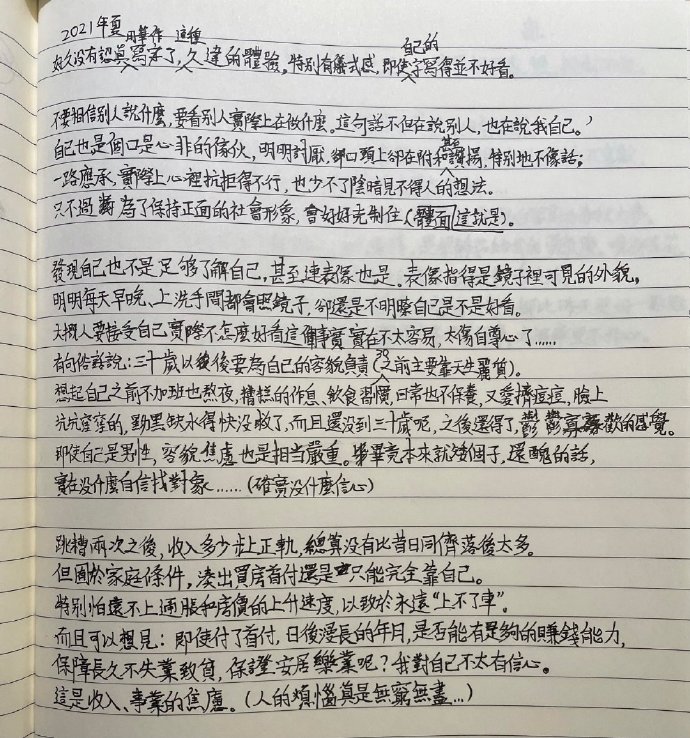 2021年夏
用筆來 這種
好久沒有認真寫字了，久違的體驗。特別有儀式感，即使自己的字寫得並不好看。
不要相信別人說什麼，要看別人實際上在做什麼。這句話不但在說別人，也在說我自己。
自己也是個口是心非的傢伙，明明討厭，卻口頭上卻在附和甚至讚揚，特別地不像話；
一路應承，實際上心裡抗拒得不行，也少不了陰暗見不得人的想法。
只不過為了保持正面的社會形象，會好好克制住（體面這就是）。
發現自己也不是足够了解自己，甚至連表像也是。表像指得是鏡子裡可見的外貌，
明明每天早晚、上洗手間都會照鏡子，卻還是不明瞭自己是不是好看。
大概人要接受自己實際不怎麼好看這個事實實在不太容易，太傷自尊心了……
有句俗話說：三十歲以後要為自己的容貌負責（30之前主要靠天生麗質）。
想起自己之前不加班也熬夜，糟糕的作息、飲食習慣，日常也不保養，又愛擠痘痘，臉上
坑坑窪窪的，黝黑缺水得快沒救了，而且還沒到三十歲呢，之後還得了，鬱鬱寡歡的感覺。
即使自己是男性，容貌焦慮也是相當嚴重。畢竟本來就矮個子，還醜的話，
實在没什麼自信找對象……（確實没什麼信心）
跳槽兩次之後，收入多少步上正軌，總算没有比昔日同儕落後太多。
但囿於家庭條件，湊出買房首付還是只能完全靠自己。
特別怕遠不上通脹和房價的上升速度，以致於永遠“上不了車”。
而且可以想見：即使付了首付，日後漫長的年月，是否能有足夠的賺錢能力，
保障長久不失業致貧，保證安居樂業呢？我對自己不太有信心。
這是收入、事業的焦慮。（人的煩惱真是無窮無盡…）